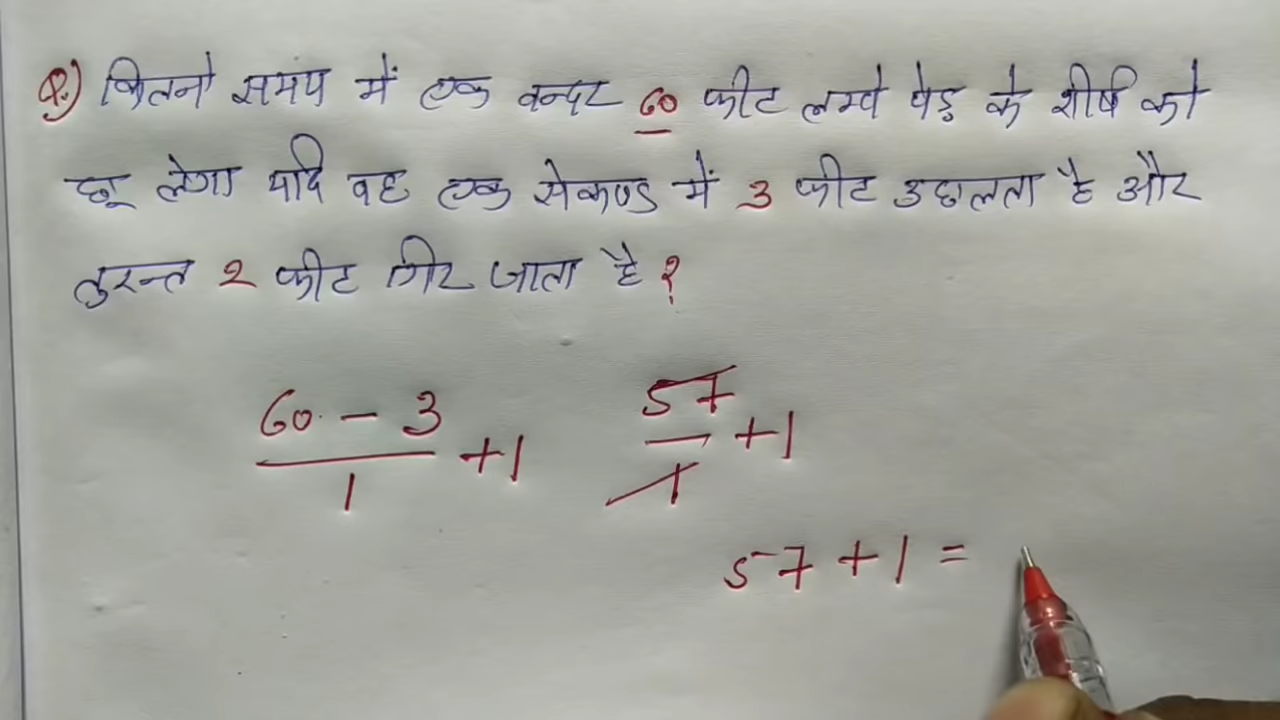 Q.) कितने समय में एक बन्दर 60 फीट लम्बे पेड़ के शीर्ष को
छू लेगा यदि वह एक सेकण्ड में 3 फीट उछलता है और
तुरन्त 2 फीट गिर जाता है ?
60 - 3
1
+1
57
1
+1
57 + 1 =